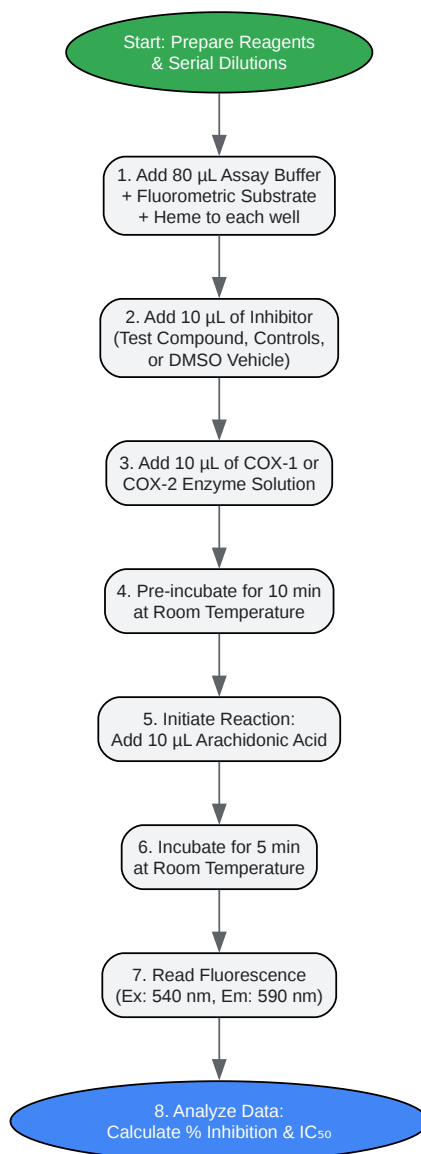 Start: Prepare Reagents
& Serial Dilutions
1. Add 80 µL Assay Buffer
+ Fluorometric Substrate
+ Heme to each well
2. Add 10 µL of Inhibitor
(Test Compound, Controls,
or DMSO Vehicle)
3. Add 10 µL of COX-1 or
COX-2 Enzyme Solution
4. Pre-incubate for 10 min
at Room Temperature
5. Initiate Reaction:
Add 10 µL Arachidonic Acid
6. Incubate for 5 min
at Room Temperature
7. Read Fluorescence
(Ex: 540 nm, Em: 590 nm)
8. Analyze Data:
Calculate % Inhibition & IC₅₀